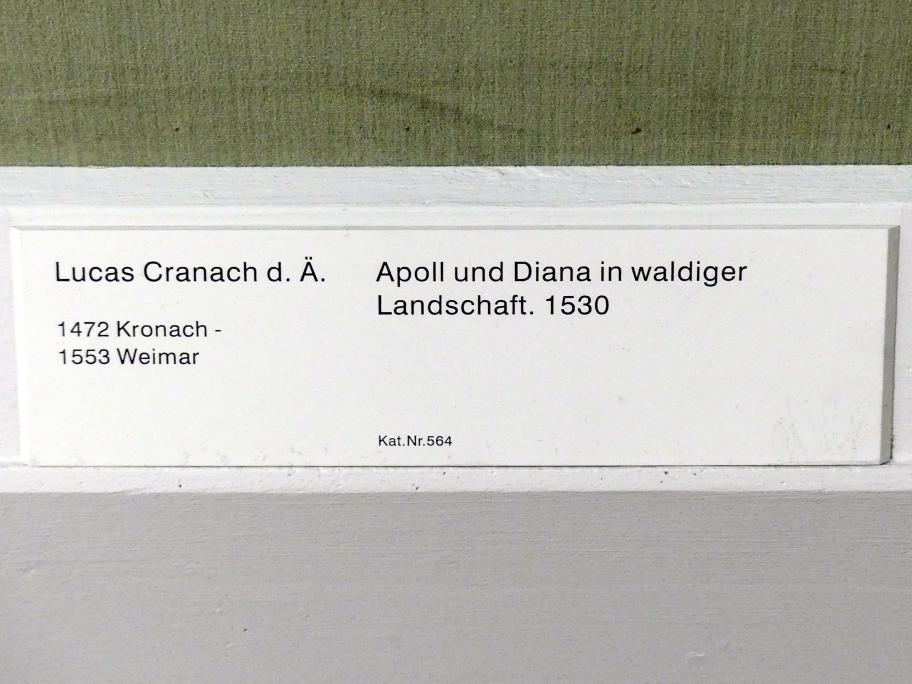 Lucas Cranach d. Ä.
1472 Kronach -
1553 Weimar
Apoll und Diana in waldiger
Landschaft. 1530
Kat.Nr.564